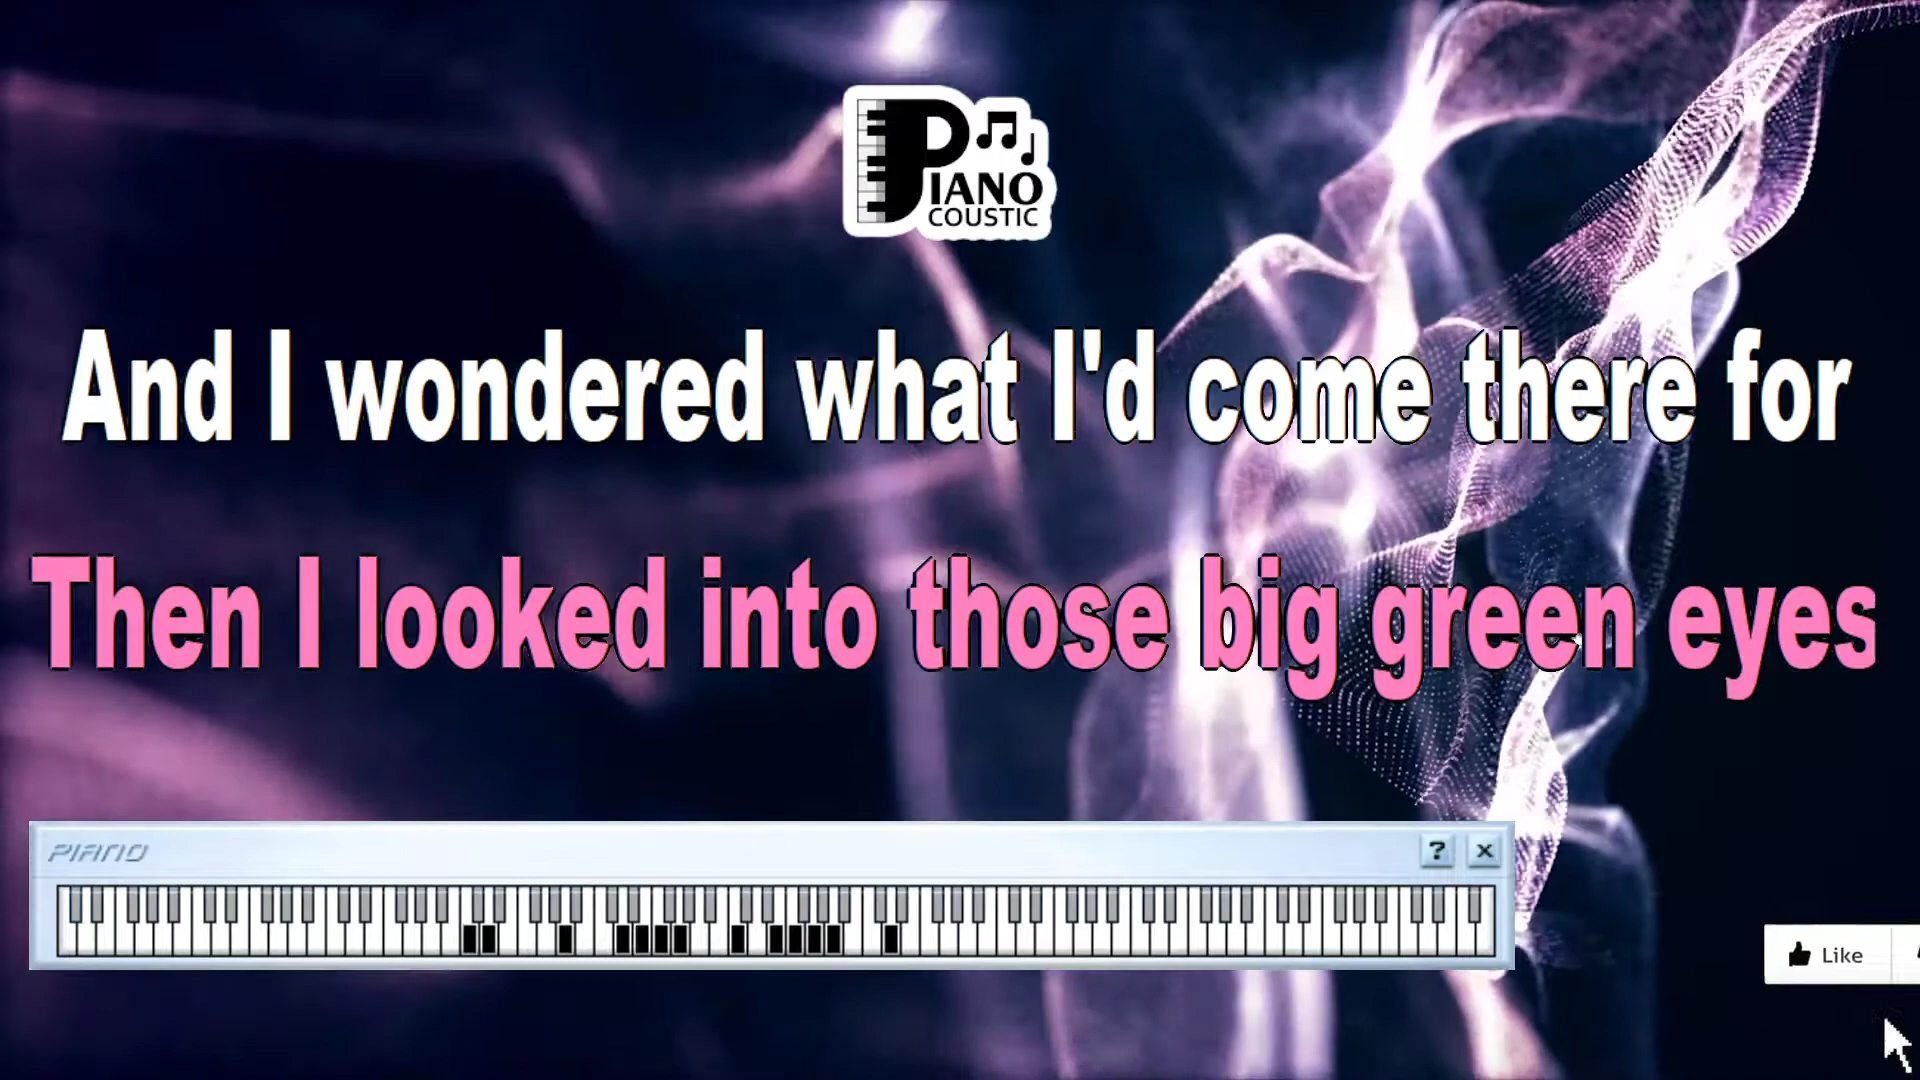 PIANO
COUSTIC
And I wondered what I'd come there for
Then I looked into those big green eyes
PIANO
?
x
Like